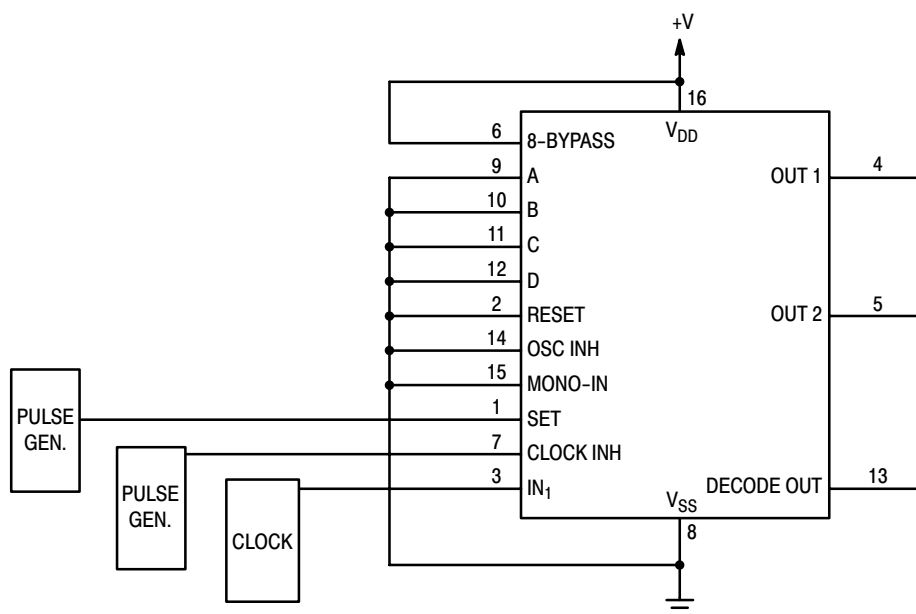 +V
16
V_DD
6
8-BYPASS
9
A
OUT 1
4
10
B
11
C
12
D
2
RESET
OUT 2
5
14
OSC INH
15
MONO-IN
1
SET
PULSE
GEN.
7
CLOCK INH
PULSE
GEN.
3
IN₁
DECODE OUT
13
V_SS
8
CLOCK